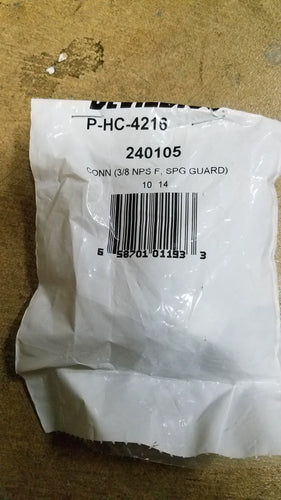 P-HC-4216
240105
CONN (3/8 NPS F, SPG GUARD)
10 14
6 58701 01193 3